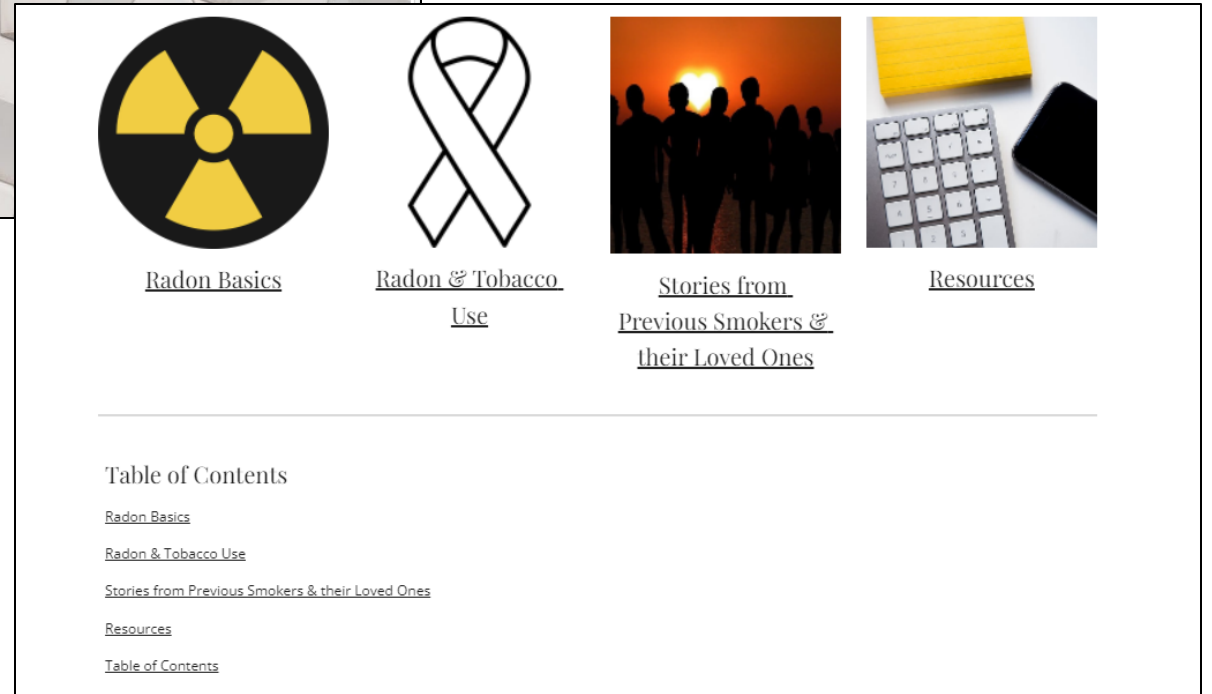 Radon Basics
Radon & Tobacco
Use
Stories from
Previous Smokers &
their Loved Ones
Resources
Table of Contents
Radon Basics
Radon & Tobacco Use
Stories from Previous Smokers & their Loved Ones
Resources
Table of Contents